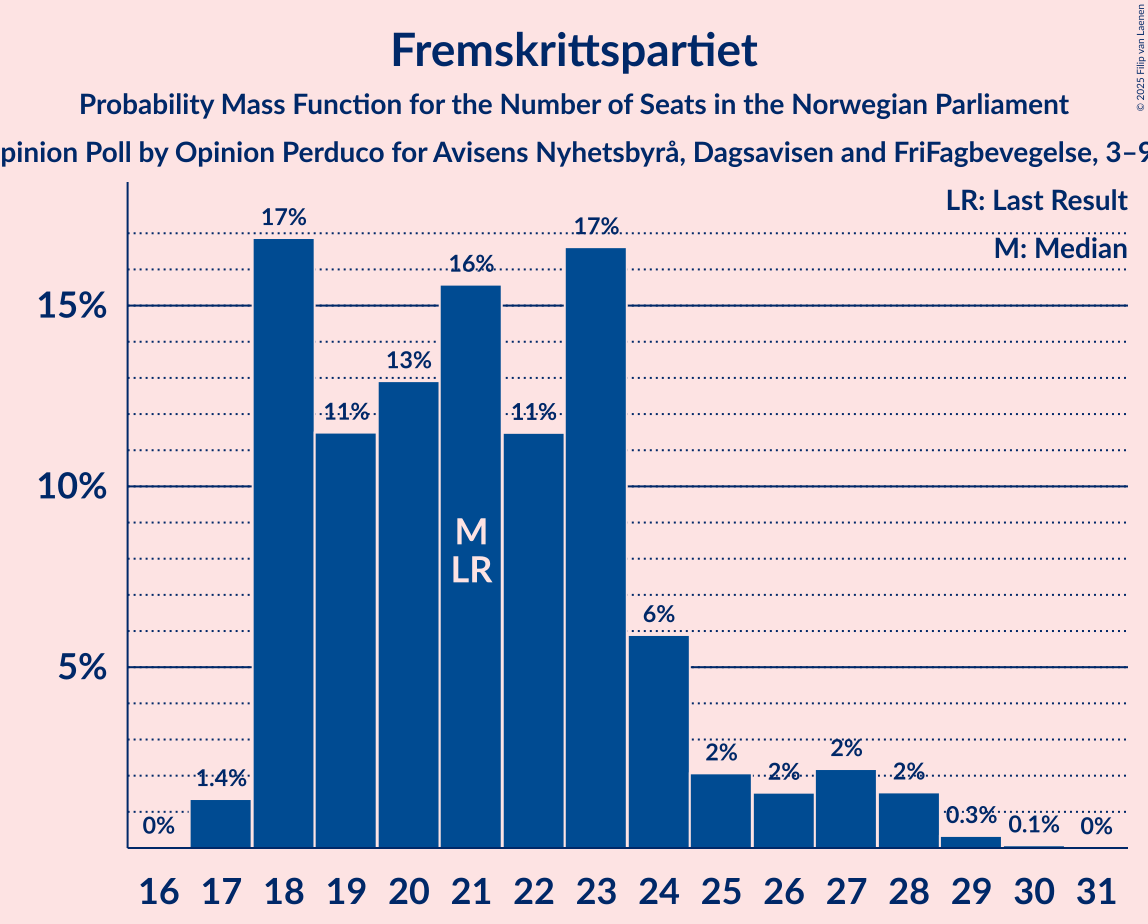 © 2025 Filip van Laenen
Fremskrittspartiet
Probability Mass Function for the Number of Seats in the Norwegian Parliament
pinion Poll by Opinion Perduco for Avisens Nyhetsbyrå, Dagsavisen and FriFagbevegelse, 3–9
LR: Last Result
M: Median
17%
17%
16%
15%
13%
11%
11%
10%
M
LR
6%
5%
2%
2%
2%
2%
1.4%
0.3%
0.1%
0%
0%
16 17 18 19 20 21 22 23 24 25 26 27 28 29 30 31